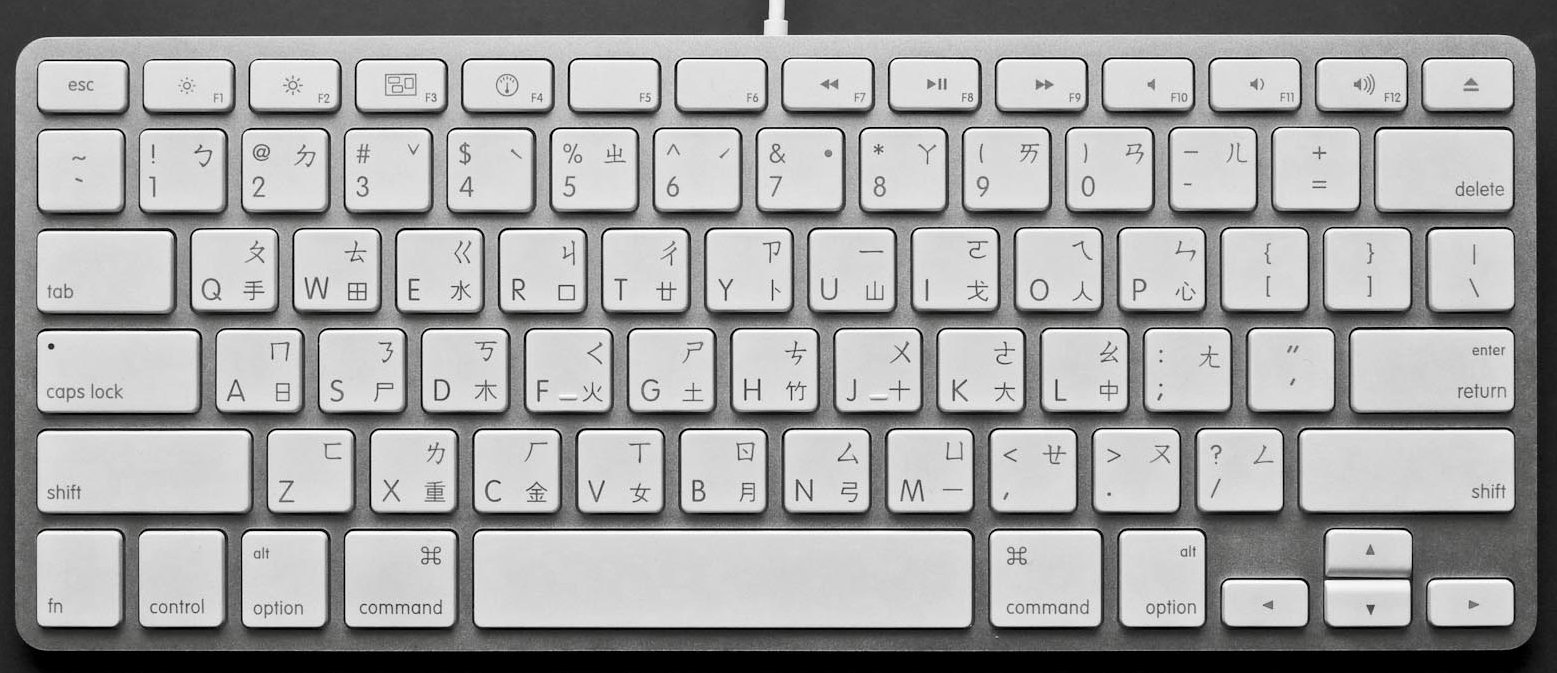 esc F1 F2 F3 F4 F5 F6 F7 F8 F9 F10 F11 F12
~ ` ! ㄅ 1 @ ㄉ 2 # ˇ 3 $ ˋ 4 % ㄓ 5 ^ ˊ 6 & ˙ 7 * ㄚ 8 ( ㄞ 9 ) ㄢ 0 — ㄦ - + = delete
tab ㄆ Q 手 ㄊ W 田 ㄍ E 水 ㄐ R 口 ㄔ T 廿 ㄗ Y 卜 ㄧ U 山 ㄛ I 戈 ㄟ O 人 ㄣ P 心 { [ } ] | \
caps lock ㄇ A 日 ㄋ S 尸 ㄎ D 木 ㄑ F 火 ㄕ G 土 ㄘ H 竹 ㄨ J 十 ㄜ K 大 ㄠ L 中 : ㄤ ; " ' enter return
shift ㄈ Z ㄌ X 重 ㄏ C 金 ㄒ V 女 ㄖ B 月 ㄙ N 弓 ㄩ M 一 < ㄝ , > ㄡ . ? ㄥ / shift
fn control alt option ⌘ command ⌘ command alt option